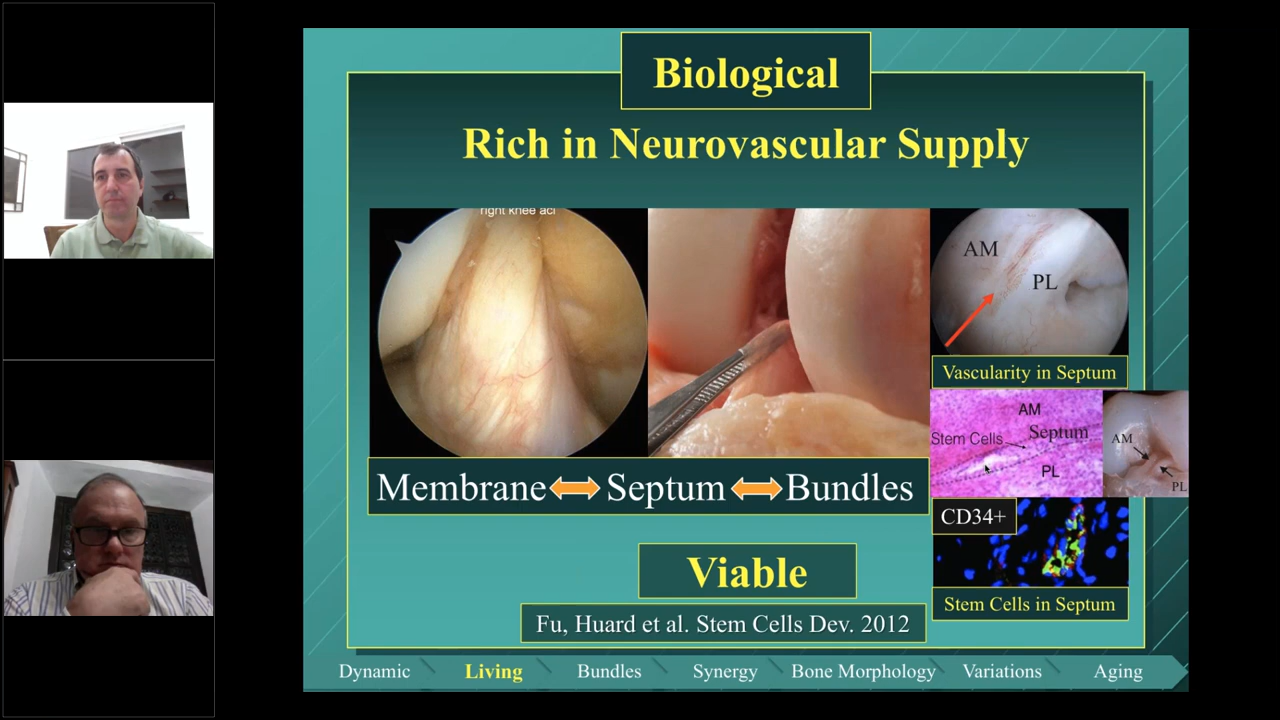 Biological
Rich in Neurovascular Supply
right knee acl
AM
PL
Vascularity in Septum
AM
Stem Cells
Septum
PL
AM
PL
Membrane Septum Bundles
CD34+
Viable
Stem Cells in Septum
Fu, Huard et al. Stem Cells Dev. 2012
Dynamic Living Bundles Synergy Bone Morphology Variations Aging